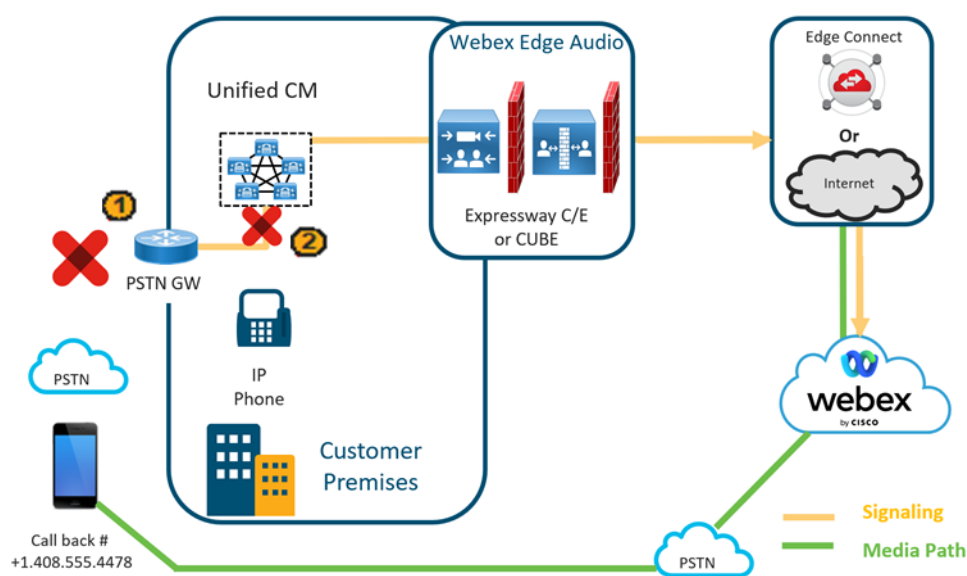 Webex Edge Audio
Edge Connect
Or
Internet
Unified CM
Expressway C/E
or CUBE
1
2
PSTN GW
IP
Phone
PSTN
Customer
Premises
webex
by CISCO
Call back #
+1.408.555.4478
PSTN
Signaling
Media Path